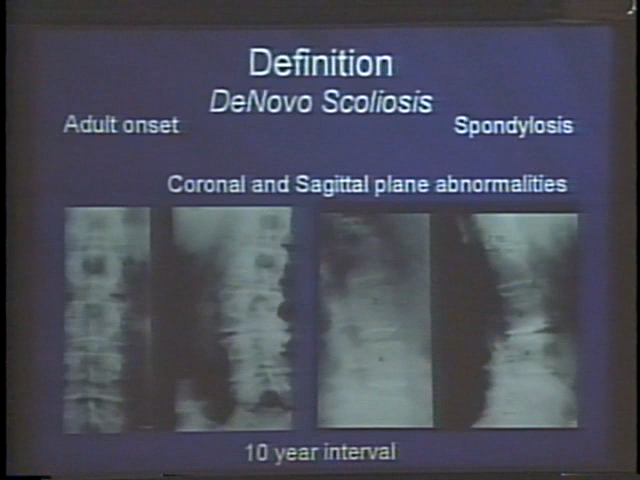 Definition
DeNovo Scoliosis
Adult onset
Spondylosis
Coronal and Sagittal plane abnormalities
10 year interval